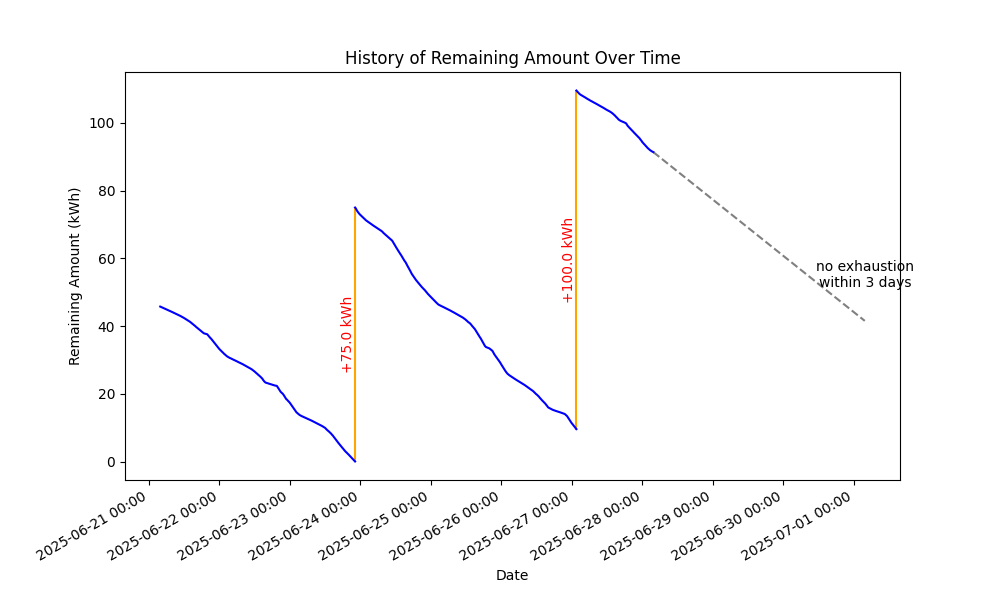 History of Remaining Amount Over Time
Remaining Amount (kWh)
100
80
60
40
20
0
+75.0 kWh
+100.0 kWh
no exhaustion
within 3 days
2025-06-21 00:00
2025-06-22 00:00
2025-06-23 00:00
2025-06-24 00:00
2025-06-25 00:00
2025-06-26 00:00
2025-06-27 00:00
2025-06-28 00:00
2025-06-29 00:00
2025-06-30 00:00
2025-07-01 00:00
Date